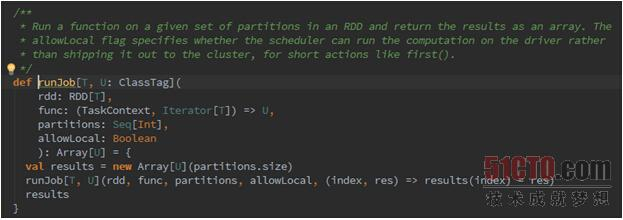 /**
* Run a function on a given set of partitions in an RDD and return the results as an array. The
* allowLocal flag specifies whether the scheduler can run the computation on the driver rather
* than shipping it out to the cluster, for short actions like first().
*/
def runJob[T, U: ClassTag](
rdd: RDD[T],
func: (TaskContext, Iterator[T]) => U,
partitions: Seq[Int],
allowLocal: Boolean
): Array[U] = {
val results = new Array[U](partitions.size)
runJob[T, U](rdd, func, partitions, allowLocal, (index, res) => results(index) = res)
results
}
51CTO.com
技术成就梦想